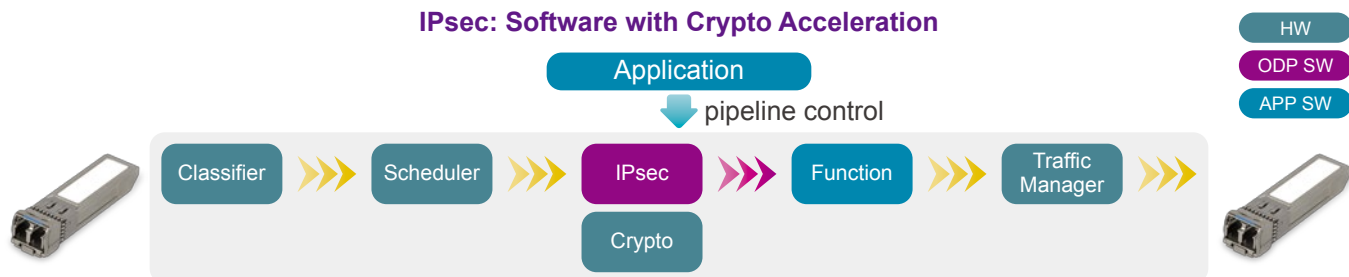 IPsec: Software with Crypto Acceleration
HW
ODP SW
APP SW
Application
pipeline control
Classifier
Scheduler
IPsec
Function
Traffic
Manager
Crypto